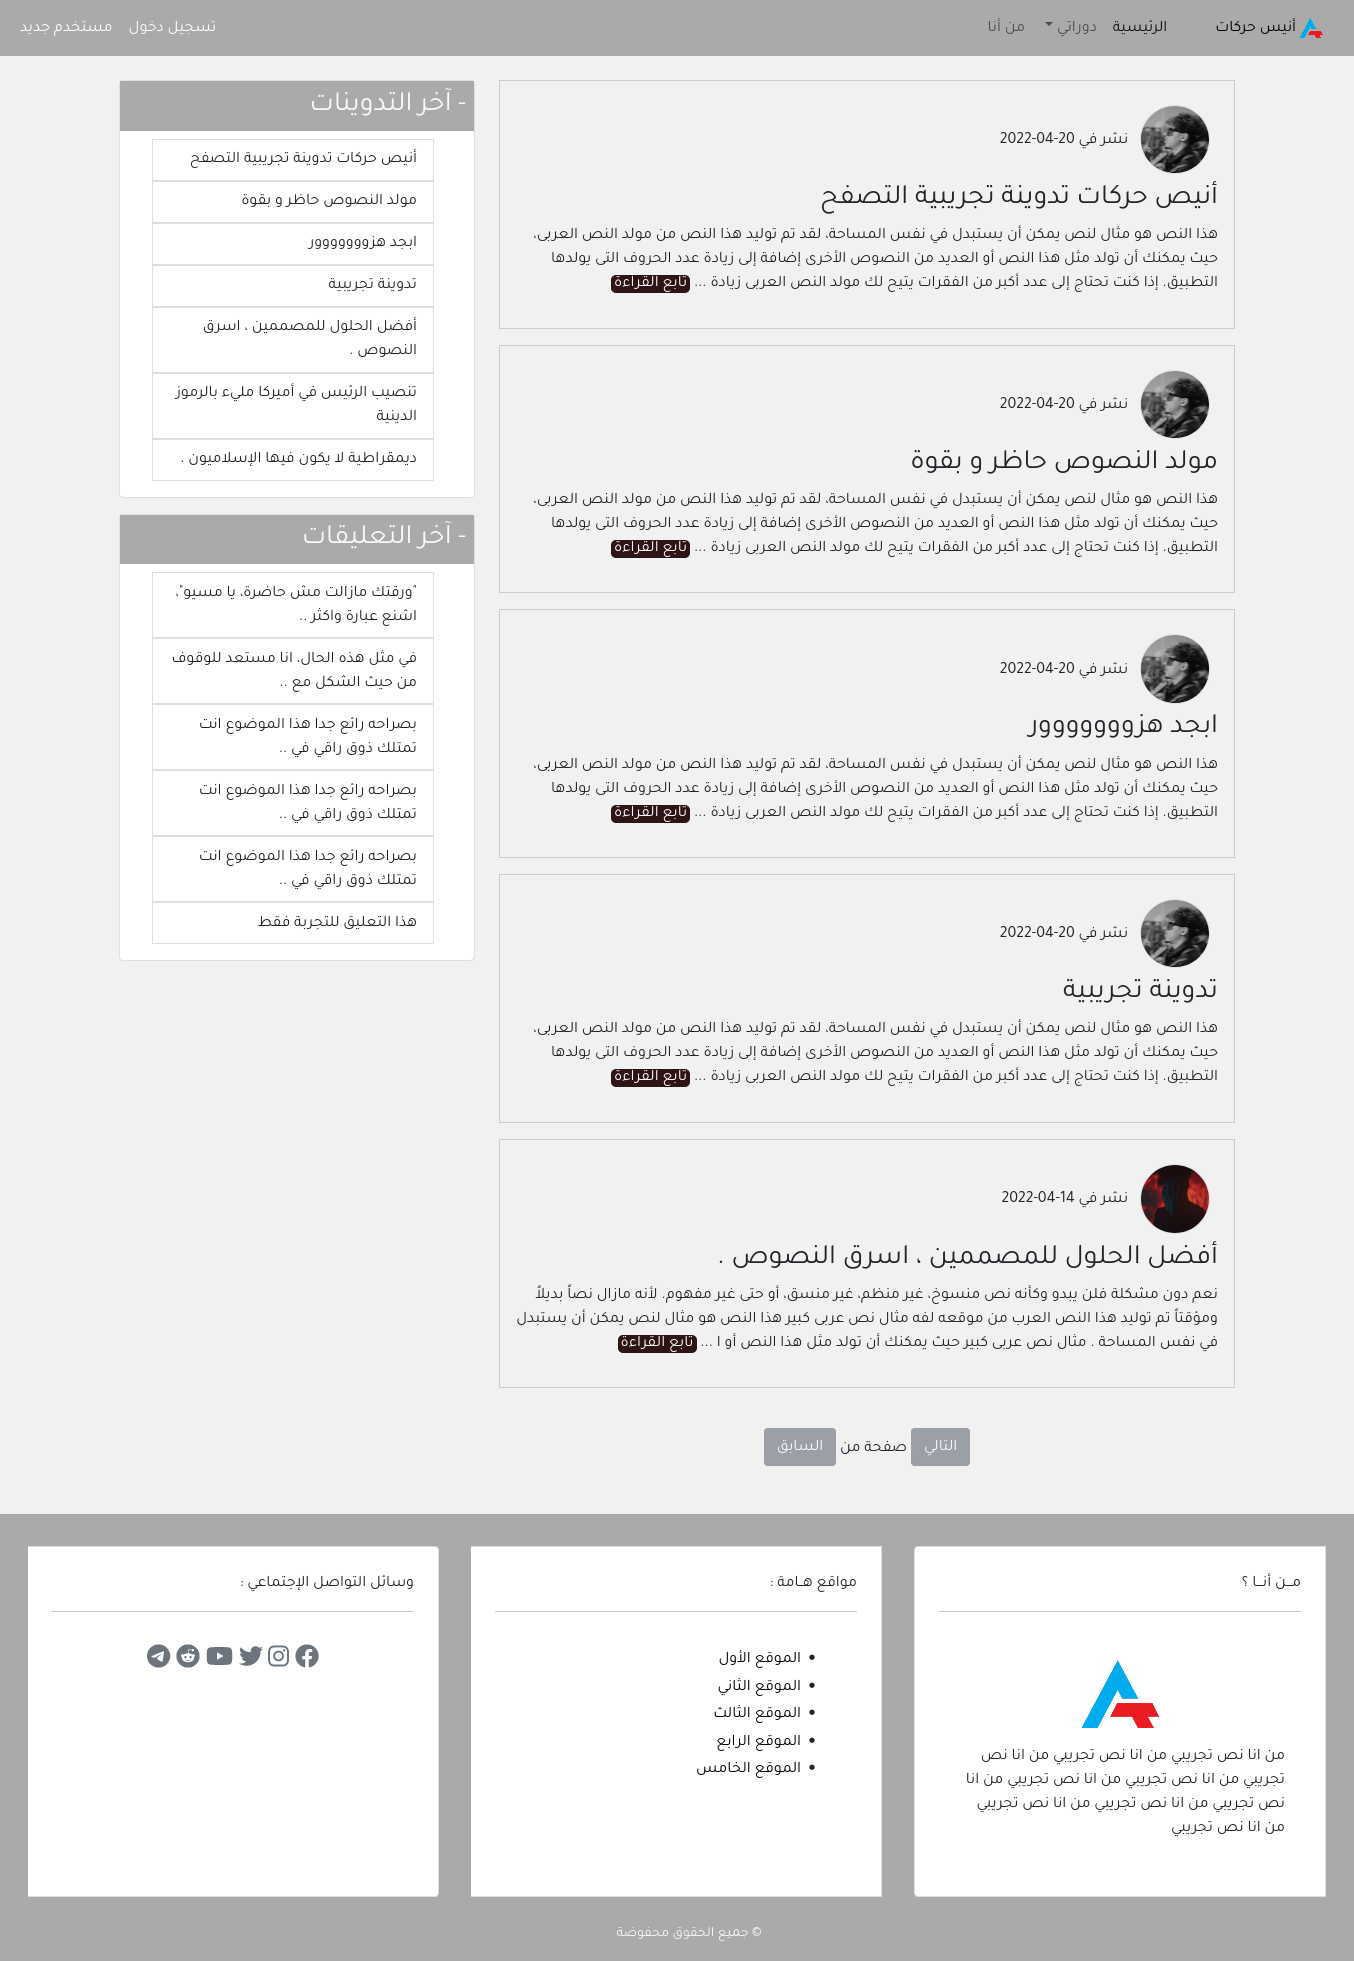 أنيس حركات
الرئيسية
دوراتي
من أنا
تسجيل دخول
مستخدم جديد
نشر في 20-04-2022
أنيص حركات تدوينة تجريبية التصفح
هذا النص هو مثال لنص يمكن أن يستبدل في نفس المساحة، لقد تم توليد هذا النص من مولد النص العربى،
حيث يمكنك أن تولد مثل هذا النص أو العديد من النصوص الأخرى إضافة إلى زيادة عدد الحروف التى يولدها
التطبيق. إذا كنت تحتاج إلى عدد أكبر من الفقرات يتيح لك مولد النص العربى زيادة ... تابع القراءة
نشر في 20-04-2022
مولد النصوص حاظر و بقوة
هذا النص هو مثال لنص يمكن أن يستبدل في نفس المساحة، لقد تم توليد هذا النص من مولد النص العربى،
حيث يمكنك أن تولد مثل هذا النص أو العديد من النصوص الأخرى إضافة إلى زيادة عدد الحروف التى يولدها
التطبيق. إذا كنت تحتاج إلى عدد أكبر من الفقرات يتيح لك مولد النص العربى زيادة ... تابع القراءة
نشر في 20-04-2022
ابجد هزوووووووور
هذا النص هو مثال لنص يمكن أن يستبدل في نفس المساحة، لقد تم توليد هذا النص من مولد النص العربى،
حيث يمكنك أن تولد مثل هذا النص أو العديد من النصوص الأخرى إضافة إلى زيادة عدد الحروف التى يولدها
التطبيق. إذا كنت تحتاج إلى عدد أكبر من الفقرات يتيح لك مولد النص العربى زيادة ... تابع القراءة
نشر في 20-04-2022
تدوينة تجريبية
هذا النص هو مثال لنص يمكن أن يستبدل في نفس المساحة، لقد تم توليد هذا النص من مولد النص العربى،
حيث يمكنك أن تولد مثل هذا النص أو العديد من النصوص الأخرى إضافة إلى زيادة عدد الحروف التى يولدها
التطبيق. إذا كنت تحتاج إلى عدد أكبر من الفقرات يتيح لك مولد النص العربى زيادة ... تابع القراءة
نشر في 14-04-2022
أفضل الحلول للمصممين ، اسرق النصوص .
نعم دون مشكلة فلن يبدو وكأنه نص منسوخ، غير منظم، غير منسق، أو حتى غير مفهوم. لأنه مازال نصاً بديلاً
ومؤقتاً تم توليد هذا النص العرب من موقعه لفه مثال نص عربى كبير هذا النص هو مثال لنص يمكن أن يستبدل
في نفس المساحة . مثال نص عربى كبير حيث يمكنك أن تولد مثل هذا النص أو ا ... تابع القراءة
التالي صفحة من السابق
- آخر التدوينات
أنيص حركات تدوينة تجريبية التصفح
مولد النصوص حاظر و بقوة
ابجد هزوووووووور
تدوينة تجريبية
أفضل الحلول للمصممين ، اسرق
النصوص .
تنصيب الرئيس في أميركا مليء بالرموز
الدينية
ديمقراطية لا يكون فيها الإسلاميون .
- آخر التعليقات
"ورقتك مازالت مش حاضرة، يا مسيو"،
اشنع عبارة واكثر ..
في مثل هذه الحال، انا مستعد للوقوف
من حيث الشكل مع ..
بصراحه رائع جدا هذا الموضوع انت
تمتلك ذوق راقي في ..
بصراحه رائع جدا هذا الموضوع انت
تمتلك ذوق راقي في ..
بصراحه رائع جدا هذا الموضوع انت
تمتلك ذوق راقي في ..
هذا التعليق للتجربة فقط
مــن أنــا ؟
من انا نص تجريبي من انا نص تجريبي من انا نص
تجريبي من انا نص تجريبي من انا نص تجريبي من انا
نص تجريبي من انا نص تجريبي من انا نص تجريبي
من انا نص تجريبي
مواقع هــامة :
• الموقع الأول
• الموقع الثاني
• الموقع الثالث
• الموقع الرابع
• الموقع الخامس
وسائل التواصل الإجتماعي :
© جميع الحقوق محفوضة